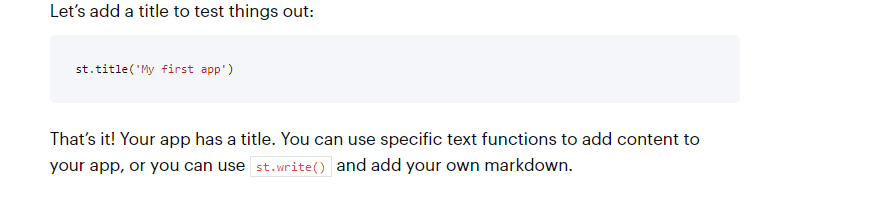 Let’s add a title to test things out:
st.title('My first app')
That’s it! Your app has a title. You can use specific text functions to add content to
your app, or you can use st.write() and add your own markdown.